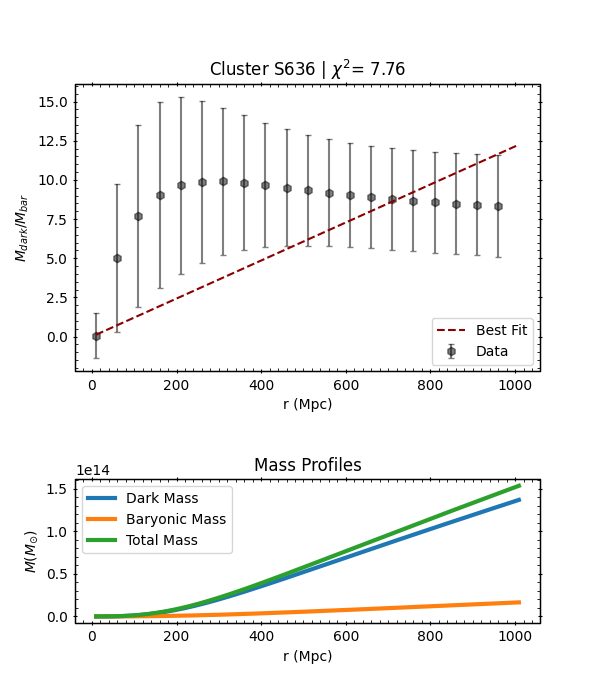 Cluster S636 | χ²= 7.76
15.0
12.5
10.0
7.5
5.0
2.5
0.0
M_dark/M_bar
Best Fit
Data
0 200 400 600 800 1000
r (Mpc)
Mass Profiles
1e14
1.5
1.0
0.5
0.0
M(M_⊙)
Dark Mass
Baryonic Mass
Total Mass
0 200 400 600 800 1000
r (Mpc)